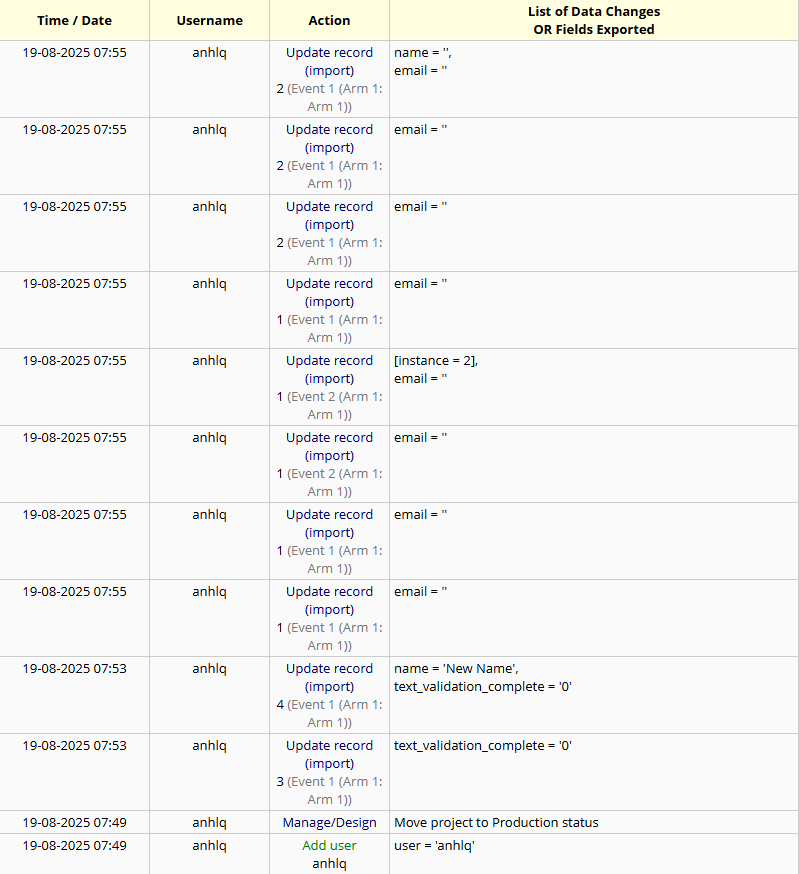 Time / Date Username Action List of Data Changes
OR Fields Exported
19-08-2025 07:55 anhlq Update record name = '',
(import) email = ''
2 (Event 1 (Arm 1:
Arm 1))
19-08-2025 07:55 anhlq Update record email = ''
(import)
2 (Event 1 (Arm 1:
Arm 1))
19-08-2025 07:55 anhlq Update record email = ''
(import)
2 (Event 1 (Arm 1:
Arm 1))
19-08-2025 07:55 anhlq Update record email = ''
(import)
1 (Event 1 (Arm 1:
Arm 1))
19-08-2025 07:55 anhlq Update record [instance = 2],
(import) email = ''
1 (Event 2 (Arm 1:
Arm 1))
19-08-2025 07:55 anhlq Update record email = ''
(import)
1 (Event 2 (Arm 1:
Arm 1))
19-08-2025 07:55 anhlq Update record email = ''
(import)
1 (Event 1 (Arm 1:
Arm 1))
19-08-2025 07:55 anhlq Update record email = ''
(import)
1 (Event 1 (Arm 1:
Arm 1))
19-08-2025 07:53 anhlq Update record name = 'New Name',
(import) text_validation_complete = '0'
4 (Event 1 (Arm 1:
Arm 1))
19-08-2025 07:53 anhlq Update record text_validation_complete = '0'
(import)
3 (Event 1 (Arm 1:
Arm 1))
19-08-2025 07:49 anhlq Manage/Design Move project to Production status
19-08-2025 07:49 anhlq Add user user = 'anhlq'
anhlq